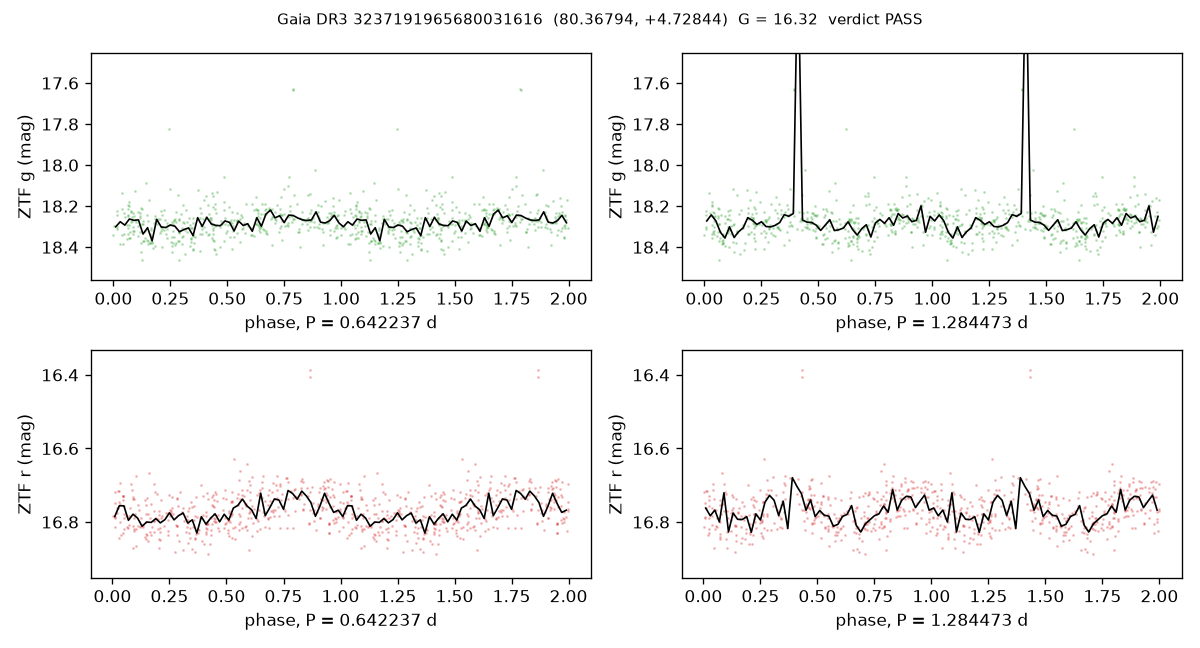 Gaia DR3 3237191965680031616 (80.36794, +4.72844) G = 16.32 verdict PASS
ZTF g (mag)
17.6
17.8
18.0
18.2
18.4
0.00 0.25 0.50 0.75 1.00 1.25 1.50 1.75 2.00
phase, P = 0.642237 d
ZTF g (mag)
17.6
17.8
18.0
18.2
18.4
0.00 0.25 0.50 0.75 1.00 1.25 1.50 1.75 2.00
phase, P = 1.284473 d
ZTF r (mag)
16.4
16.6
16.8
0.00 0.25 0.50 0.75 1.00 1.25 1.50 1.75 2.00
phase, P = 0.642237 d
ZTF r (mag)
16.4
16.6
16.8
0.00 0.25 0.50 0.75 1.00 1.25 1.50 1.75 2.00
phase, P = 1.284473 d